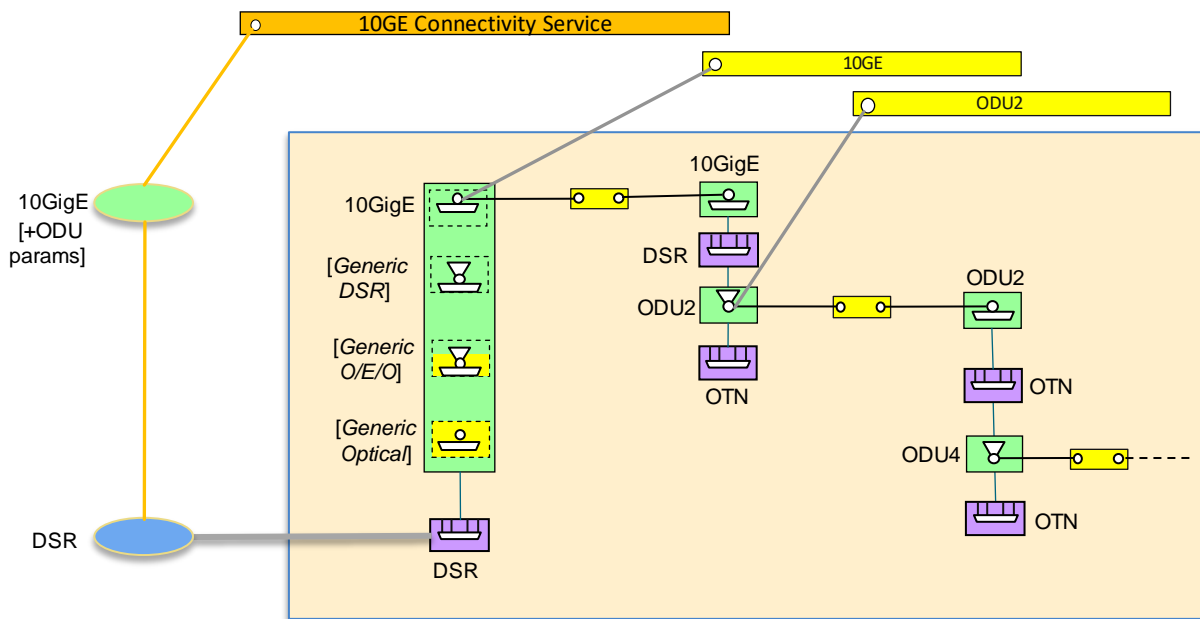 10GE Connectivity Service
10GE
ODU2
10GigE
10GigE
10GigE
[+ODU
params]
DSR
[Generic
DSR]
ODU2
ODU2
[Generic
O/E/O]
OTN
OTN
[Generic
Optical]
ODU4
OTN
DSR
DSR